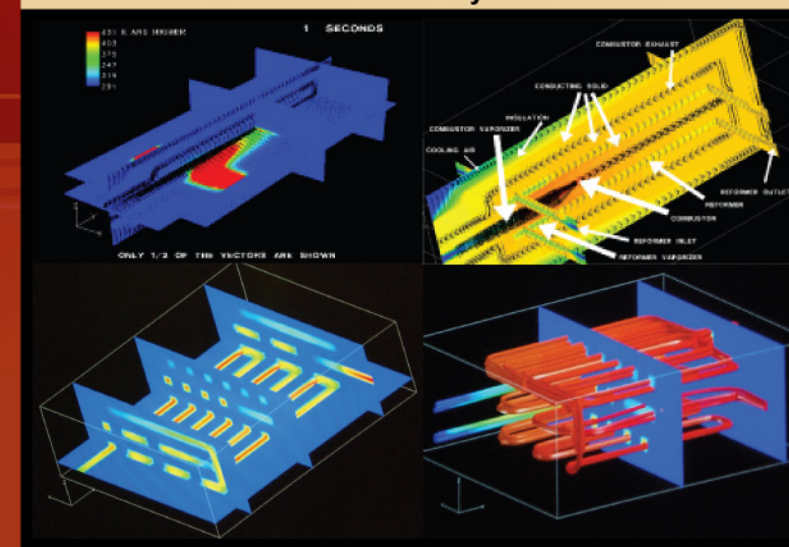 431 K AND HIGHER
403
375
347
319
291
1 SECONDS
ONLY 1/3 OF THE VECTORS ARE SHOWN
COMBUSTOR EXHAUST
CONDUCTING SOLID
INSULATION
COMBUSTOR VAPORIZER
COOLING AIR
REFORMER OUTLET
REFORMER
COMBUSTOR
REFORMER INLET
REFORMER VAPORIZER